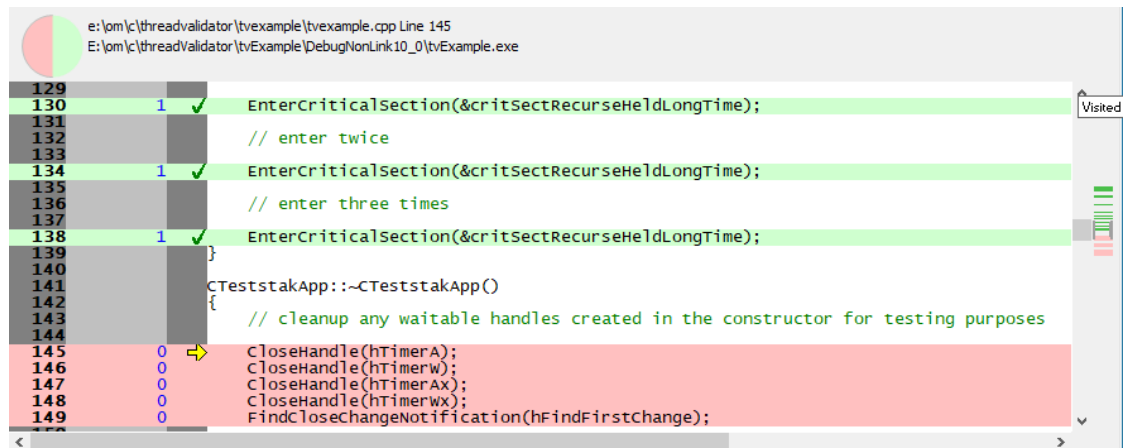 e:\om\c\threadvalidator\tvexample\tvexample.cpp Line 145
E:\om\c\threadValidator\tvExample\DebugNonLink10_0\tvExample.exe
129
130 1 EnterCriticalSection(&critSectRecurseHeldLongTime);
Visited
131
132 // enter twice
133
134 1 EnterCriticalSection(&critSectRecurseHeldLongTime);
135
136 // enter three times
137
138 1 EnterCriticalSection(&critSectRecurseHeldLongTime);
139 }
140
141 CTeststakApp::~CTeststakApp()
142 {
143 // cleanup any waitable handles created in the constructor for testing purposes
144
145 0 CloseHandle(hTimerA);
146 0 CloseHandle(hTimerW);
147 0 CloseHandle(hTimerAx);
148 0 CloseHandle(hTimerWx);
149 0 FindCloseChangeNotification(hFindFirstChange);